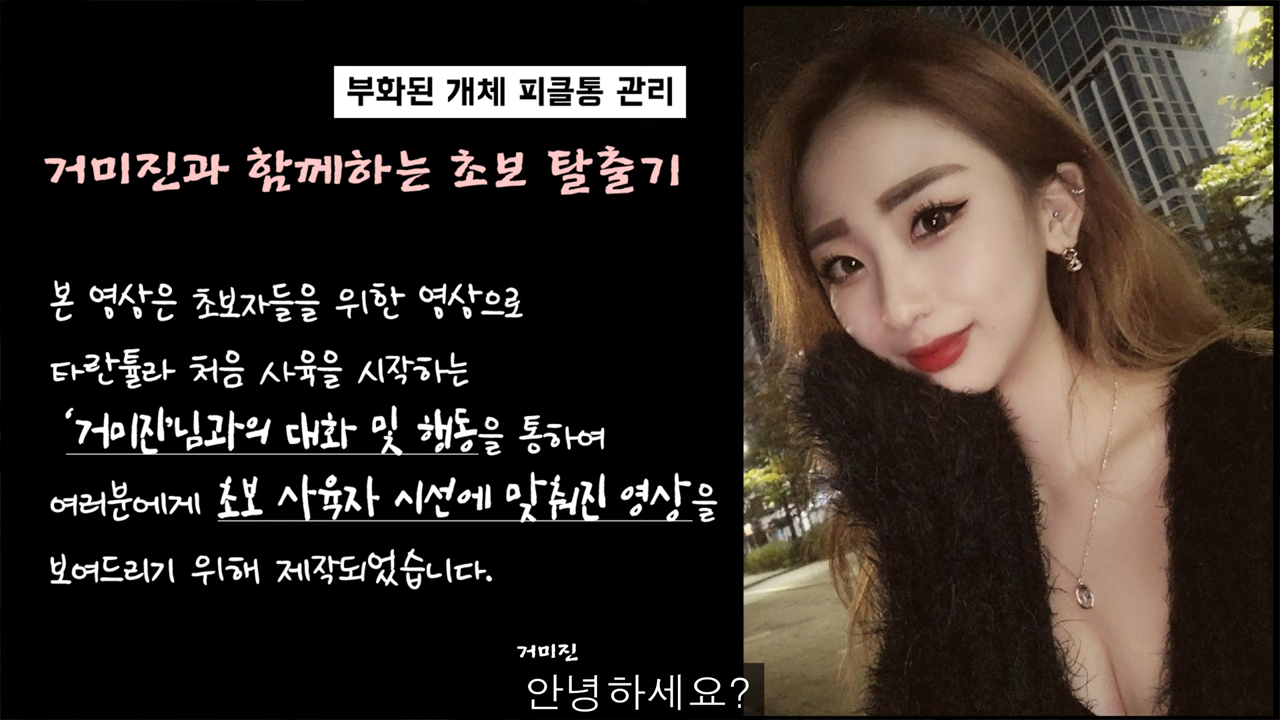 부화된 개체 피클통 관리
거미진과 함께하는 초보 탈출기
본 영상은 초보자들을 위한 영상으로
타란튤라 처음 사육을 시작하는
'거미진'님과의 대화 및 행동을 통하여
여러분에게 초보 사육자 시선에 맞춰진 영상을
보여드리기 위해 제작되었습니다.
거미진
안녕하세요?